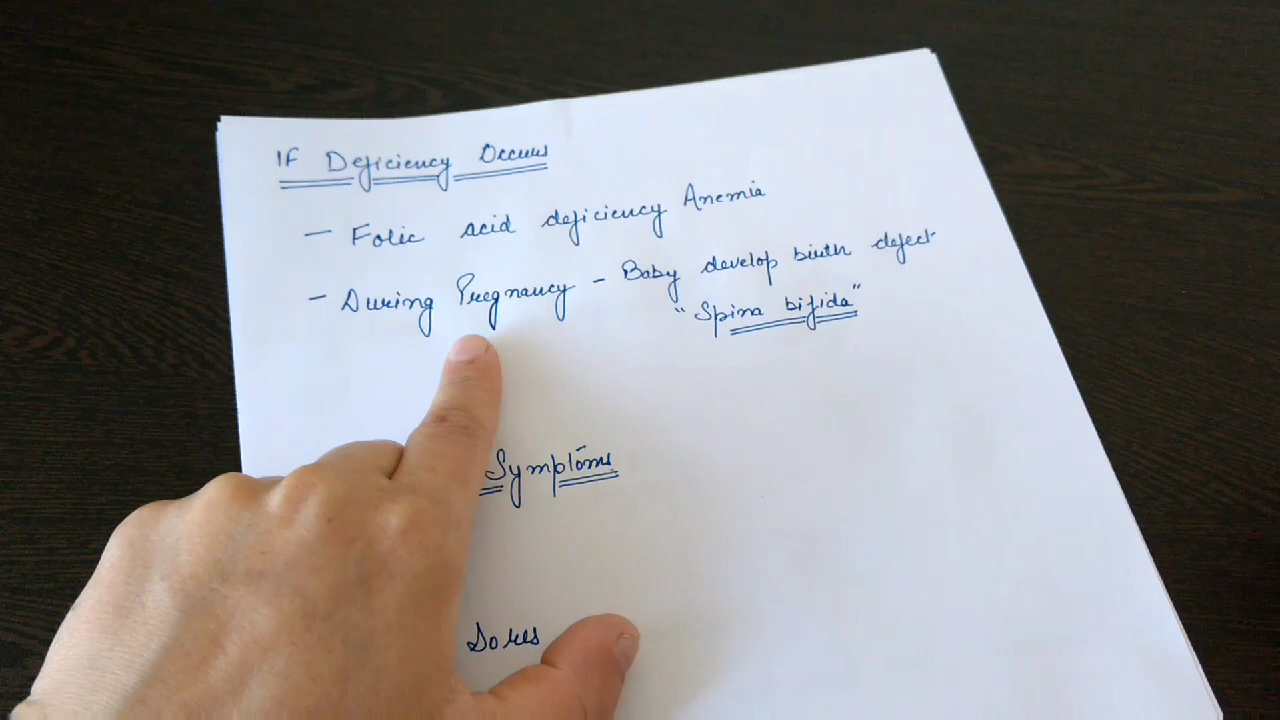 IF Deficiency Occurs
- Folic acid deficiency Anemia
- During Pregnancy - Baby develop birth defect
"Spina bifida"
Symptoms
Sores